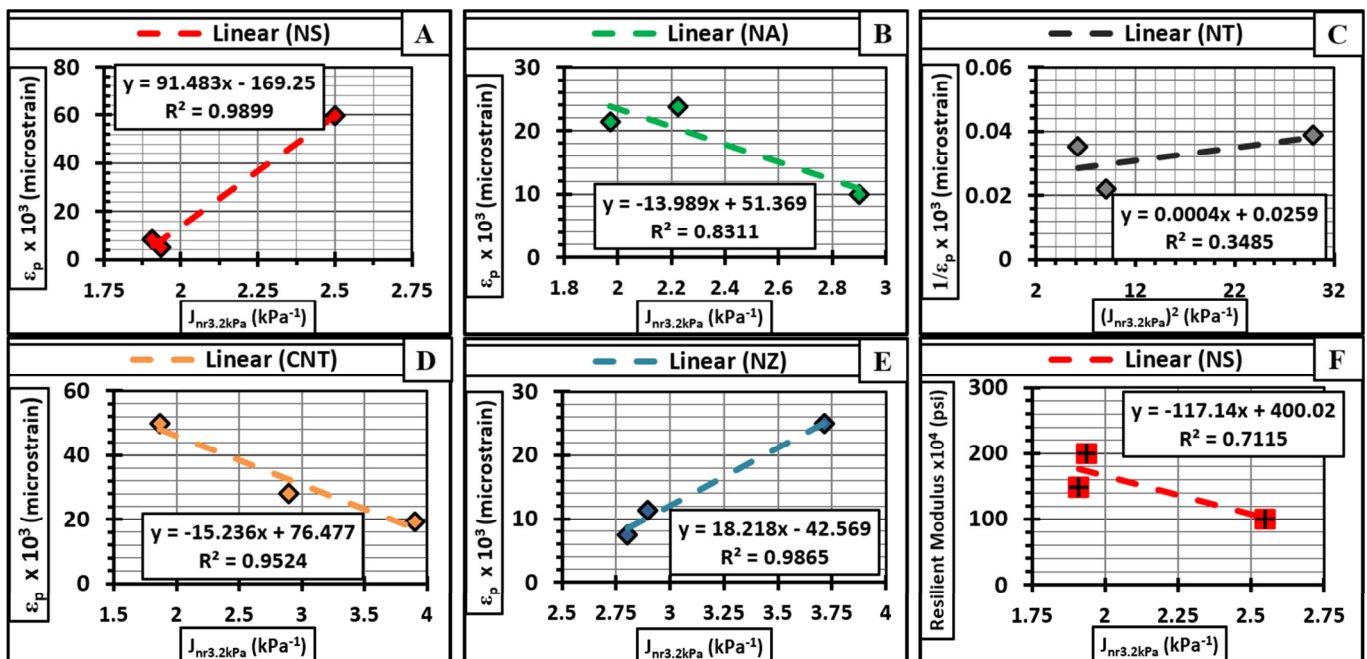 Linear (NS) A
ε_p x 10³ (microstrain)
80
60
40
20
0
y = 91.483x - 169.25
R² = 0.9899
1.75 2 2.25 2.5 2.75
J_nr3.2kPa (kPa⁻¹)
Linear (NA) B
ε_p x 10³ (microstrain)
30
20
10
0
y = -13.989x + 51.369
R² = 0.8311
1.8 2 2.2 2.4 2.6 2.8 3
J_nr3.2kPa (kPa⁻¹)
Linear (NT) C
1/ε_p x 10³ (microstrain)
0.06
0.04
0.02
0
y = 0.0004x + 0.0259
R² = 0.3485
2 12 22 32
(J_nr3.2kPa)² (kPa⁻¹)
Linear (CNT) D
ε_p x 10³ (microstrain)
60
40
20
0
y = -15.236x + 76.477
R² = 0.9524
1.5 2 2.5 3 3.5 4
J_nr3.2kPa (kPa⁻¹)
Linear (NZ) E
ε_p x 10³ (microstrain)
30
20
10
0
y = 18.218x - 42.569
R² = 0.9865
2.5 2.75 3 3.25 3.5 3.75 4
J_nr3.2kPa (kPa⁻¹)
Linear (NS) F
Resilient Modulus x10⁴ (psi)
300
200
100
0
y = -117.14x + 400.02
R² = 0.7115
1.75 2 2.25 2.5 2.75
J_nr3.2kPa (kPa⁻¹)